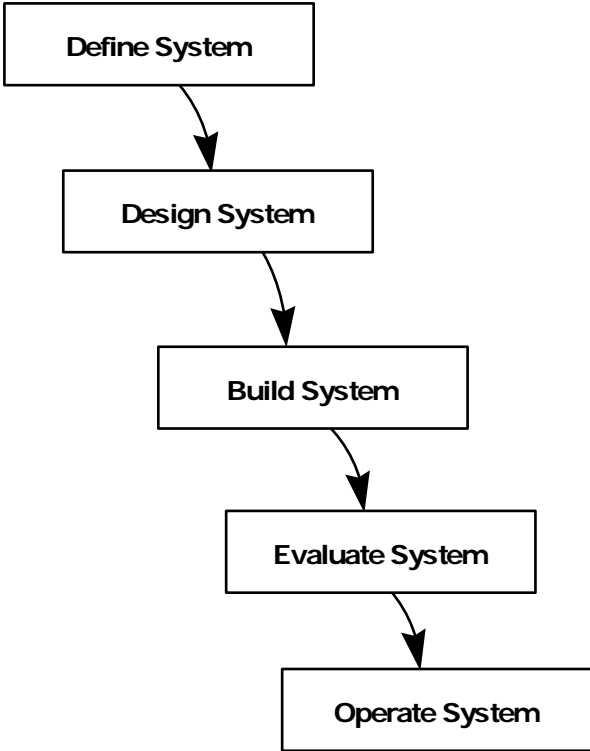 Define System
Design System
Build System
Evaluate System
Operate System